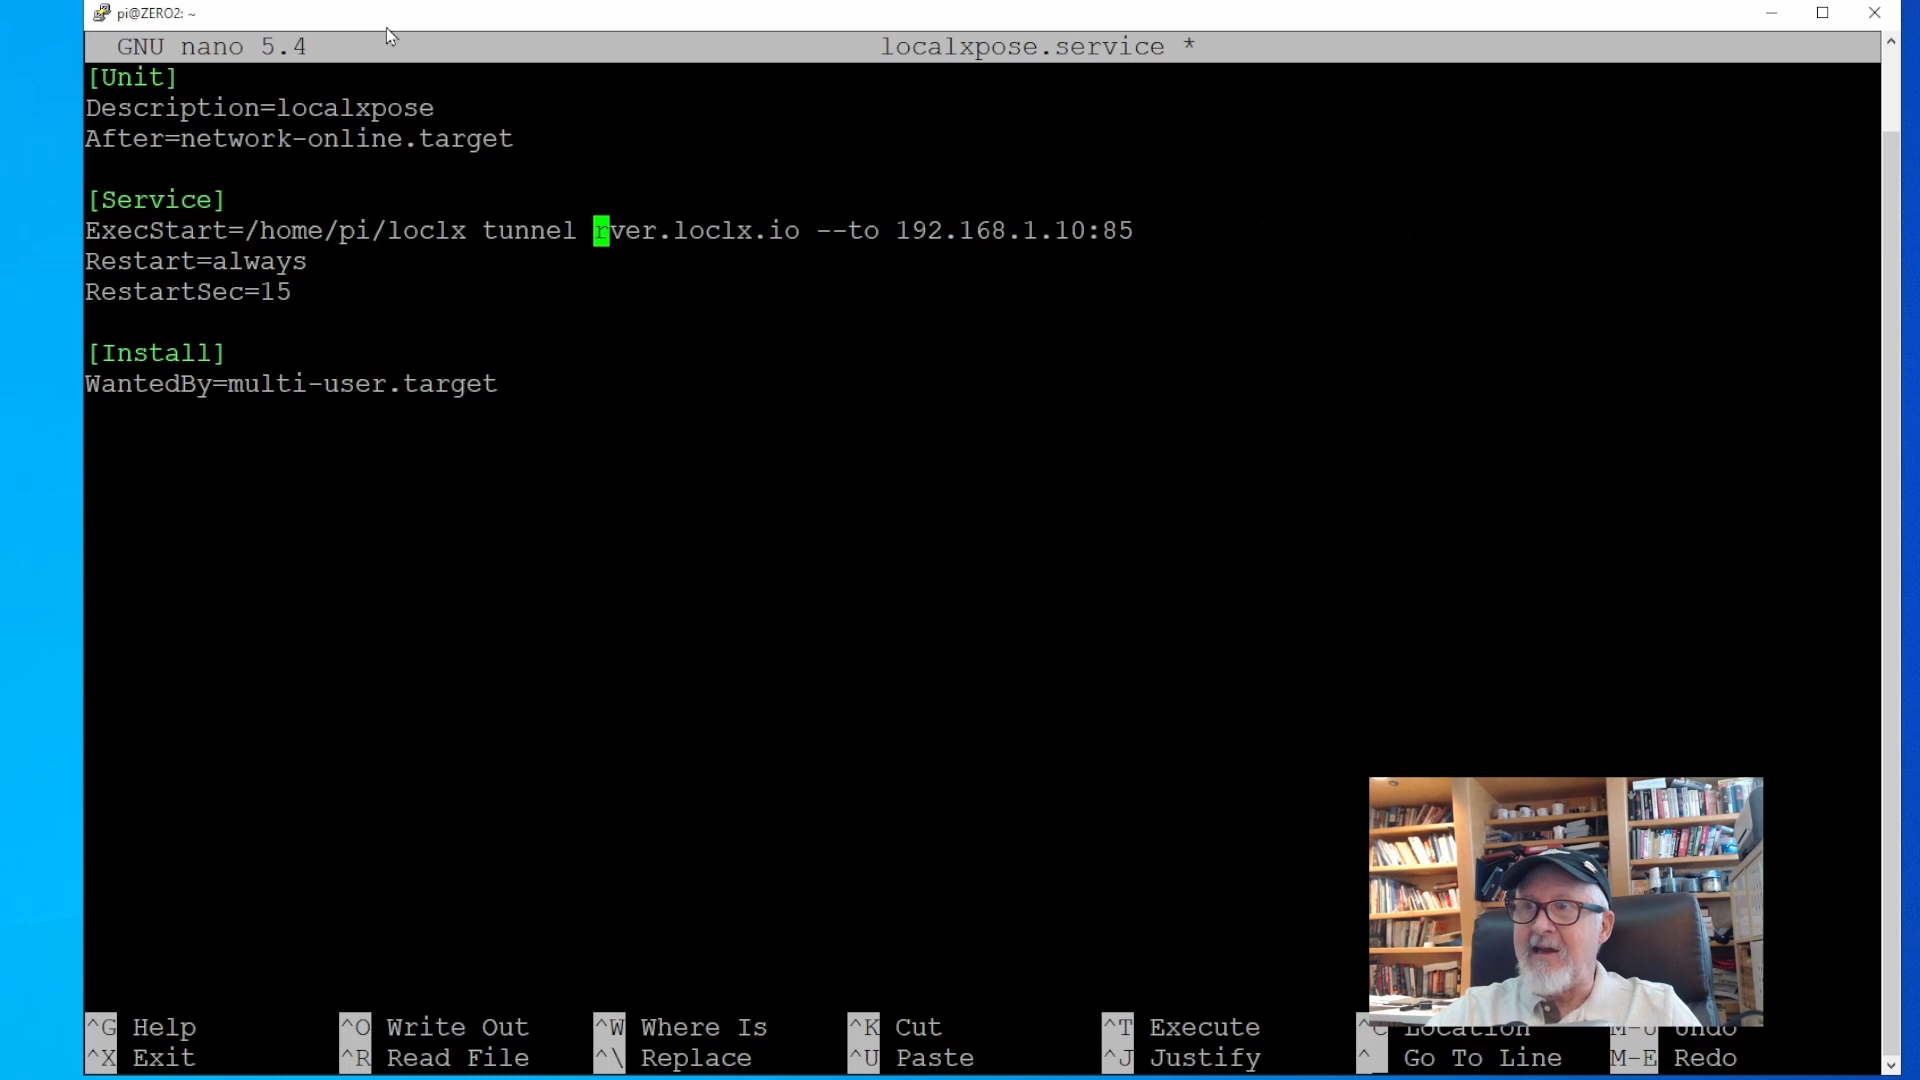 pi@ZERO2: ~
GNU nano 5.4 localxpose.service *
[Unit]
Description=localxpose
After=network-online.target
[Service]
ExecStart=/home/pi/loclx tunnel rver.loclx.io --to 192.168.1.10:85
Restart=always
RestartSec=15
[Install]
WantedBy=multi-user.target
^G Help ^O Write Out ^W Where Is ^K Cut ^T Execute ^C Location M-U Undo
^X Exit ^R Read File ^\ Replace ^U Paste ^J Justify ^ Go To Line M-E Redo